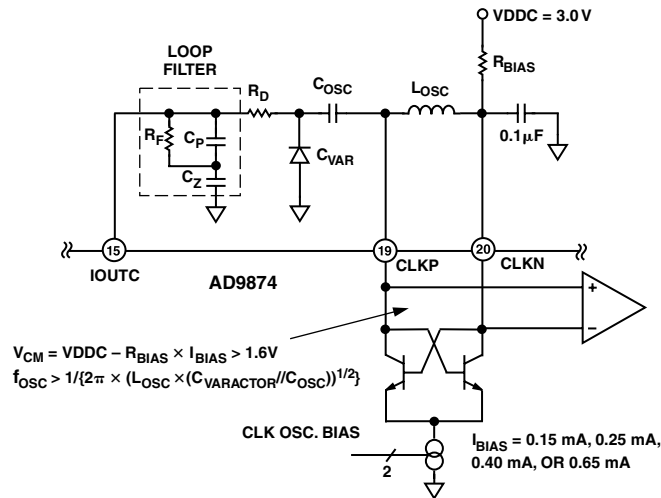 VDDC = 3.0 V
LOOP
FILTER
RBIAS
COSC
LOSC
RD
RF
CP
CZ
CVAR
0.1μF
15
19
20
IOUTC
CLKP
CLKN
AD9874
+
–
VCM = VDDC – RBIAS × IBIAS > 1.6V
fOSC > 1/{2π × (LOSC ×(CVARACTOR//COSC))1/2}
CLK OSC. BIAS
2
IBIAS = 0.15 mA, 0.25 mA,
0.40 mA, OR 0.65 mA